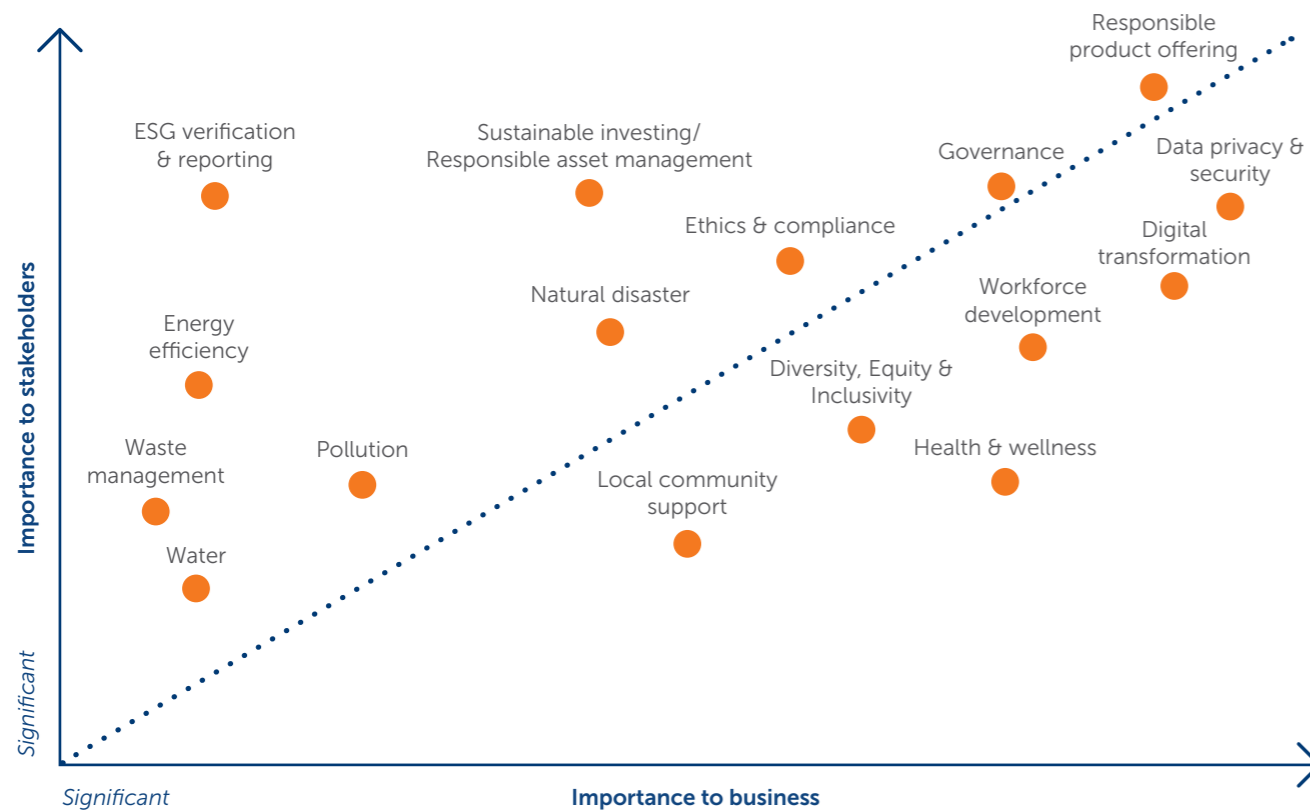 Responsible
product offering
ESG verification
& reporting
Sustainable investing/
Responsible asset management
Governance
Data privacy &
security
Ethics & compliance
Digital
transformation
Natural disaster
Workforce
development
Energy
efficiency
Diversity, Equity &
Inclusivity
Waste
management
Pollution
Health & wellness
Local community
support
Water
Importance to stakeholders
Significant
Significant
Importance to business